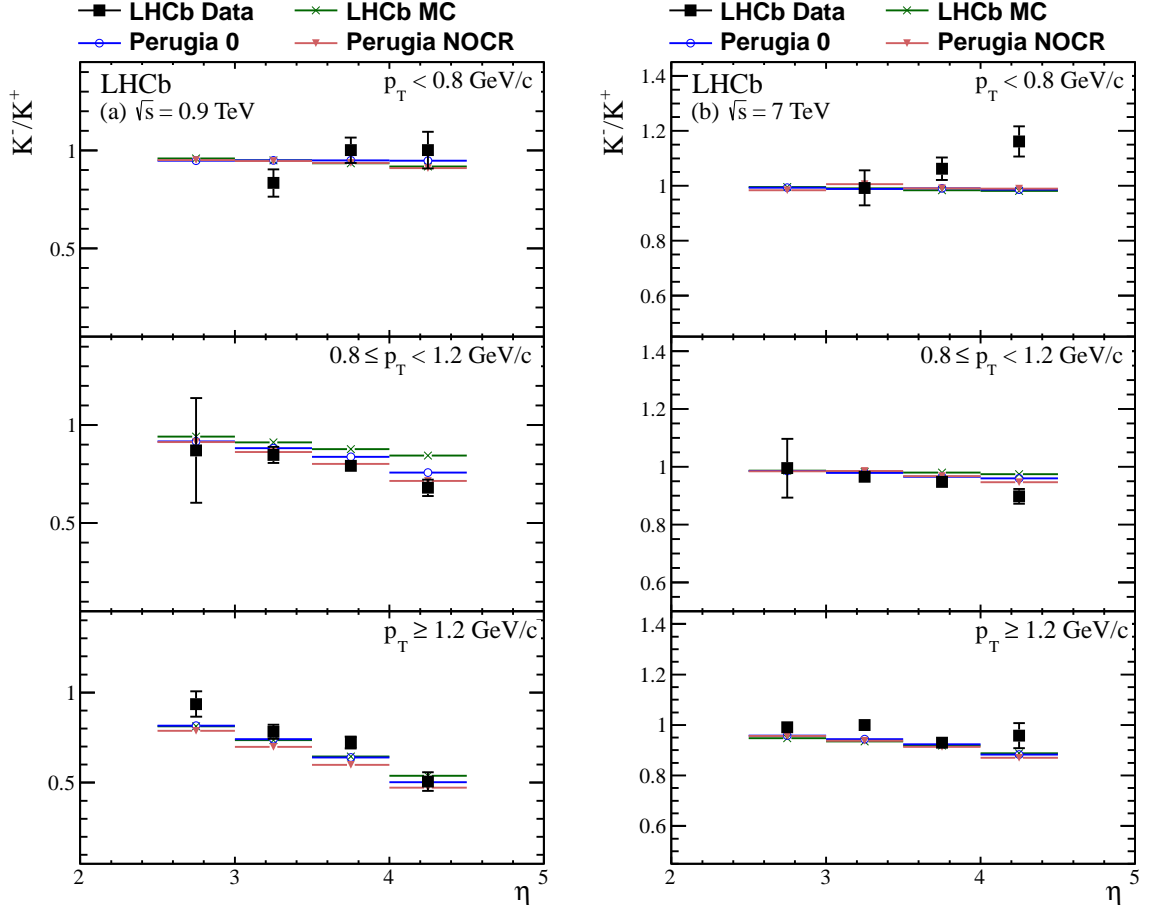 LHCb Data
LHCb MC
Perugia 0
Perugia NOCR
K⁻/K⁺
LHCb
(a) √s = 0.9 TeV
p_T < 0.8 GeV/c
1
0.5
0.8 ≤ p_T < 1.2 GeV/c
1
0.5
p_T ≥ 1.2 GeV/c
1
0.5
2 3 4 5
η
LHCb Data
LHCb MC
Perugia 0
Perugia NOCR
K⁻/K⁺
LHCb
(b) √s = 7 TeV
p_T < 0.8 GeV/c
1.4
1.2
1
0.8
0.6
0.8 ≤ p_T < 1.2 GeV/c
1.4
1.2
1
0.8
0.6
p_T ≥ 1.2 GeV/c
1.4
1.2
1
0.8
0.6
2 3 4 5
η